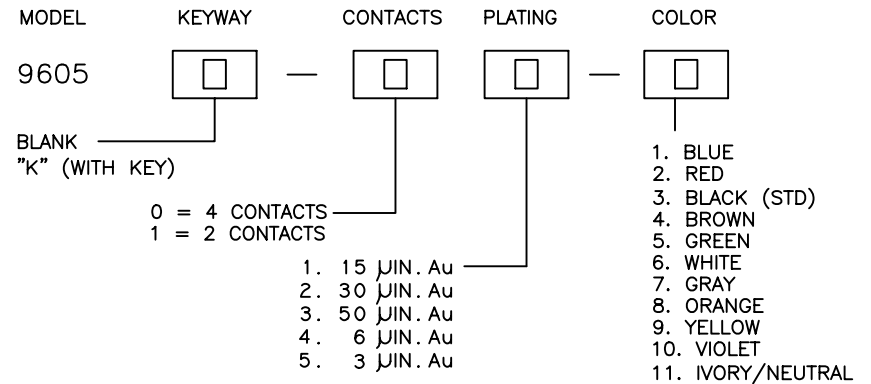 MODEL KEYWAY CONTACTS PLATING COLOR
9605 — —
BLANK
"K" (WITH KEY)
0 = 4 CONTACTS
1 = 2 CONTACTS
1. 15 µIN. Au
2. 30 µIN. Au
3. 50 µIN. Au
4. 6 µIN. Au
5. 3 µIN. Au
1. BLUE
2. RED
3. BLACK (STD)
4. BROWN
5. GREEN
6. WHITE
7. GRAY
8. ORANGE
9. YELLOW
10. VIOLET
11. IVORY/NEUTRAL